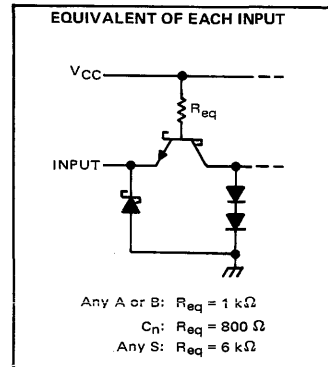 EQUIVALENT OF EACH INPUT
VCC
Req
INPUT
Any A or B: Req = 1 kΩ
Cn: Req = 800 Ω
Any S: Req = 6 kΩ